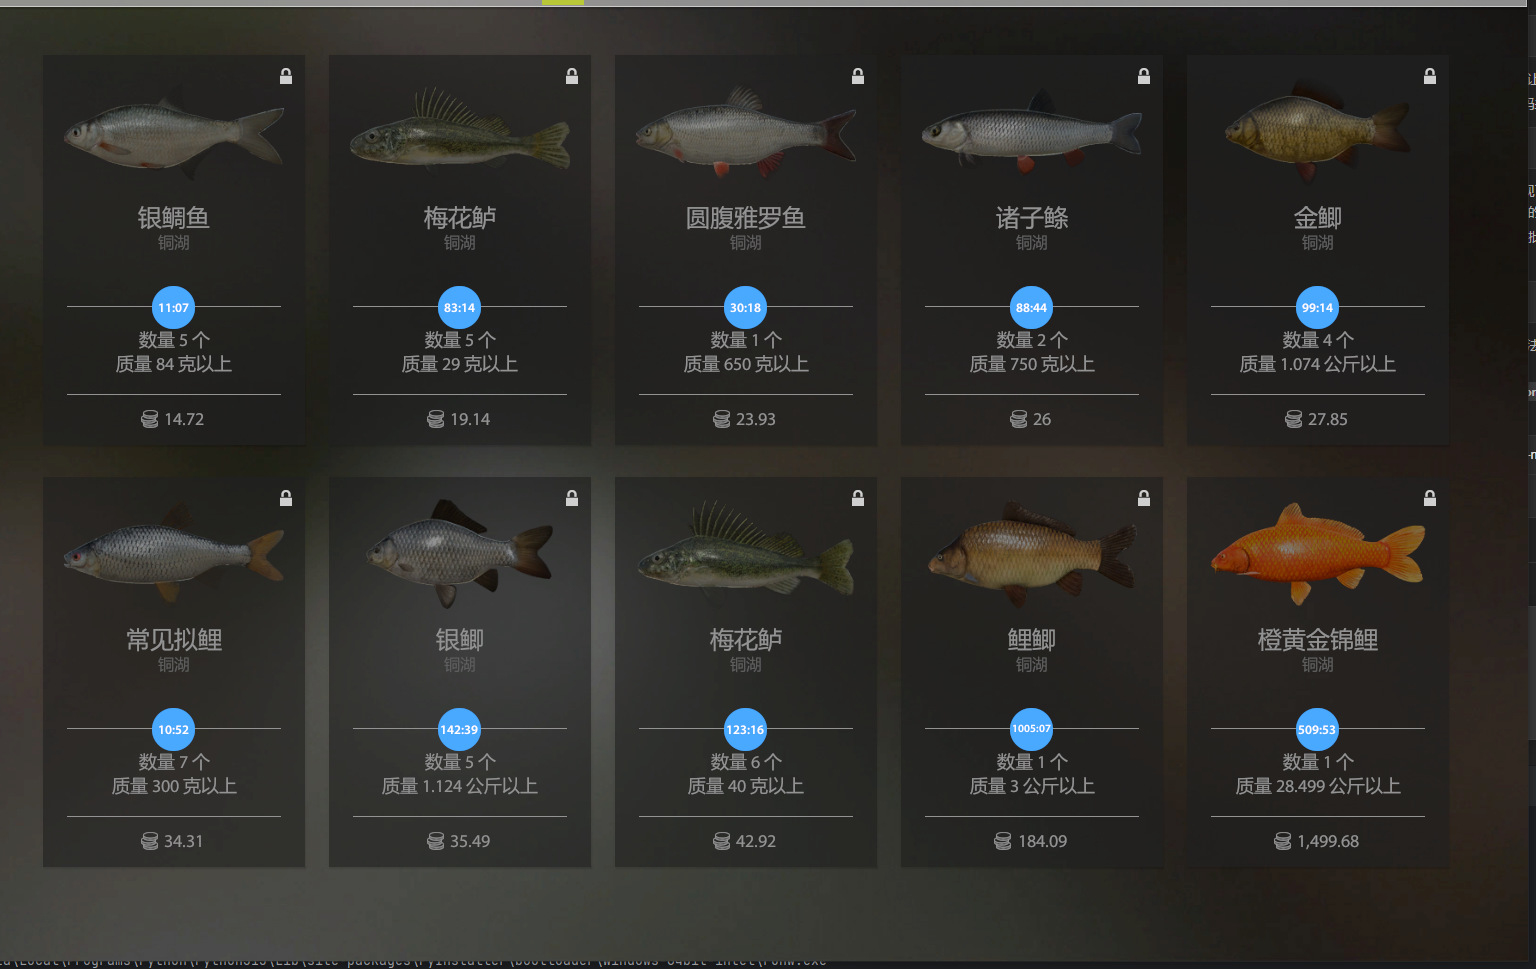 银鲷鱼
铜湖
11:07
数量 5 个
质量 84 克以上
14.72
梅花鲈
铜湖
83:14
数量 5 个
质量 29 克以上
19.14
圆腹雅罗鱼
铜湖
30:18
数量 1 个
质量 650 克以上
23.93
诸子鲦
铜湖
88:44
数量 2 个
质量 750 克以上
26
金鲫
铜湖
99:14
数量 4 个
质量 1.074 公斤以上
27.85
常见拟鲤
铜湖
10:52
数量 7 个
质量 300 克以上
34.31
银鲫
铜湖
142:39
数量 5 个
质量 1.124 公斤以上
35.49
梅花鲈
铜湖
123:16
数量 6 个
质量 40 克以上
42.92
鲤鲫
铜湖
1005:07
数量 1 个
质量 3 公斤以上
184.09
橙黄金锦鲤
铜湖
509:53
数量 1 个
质量 28.499 公斤以上
1,499.68